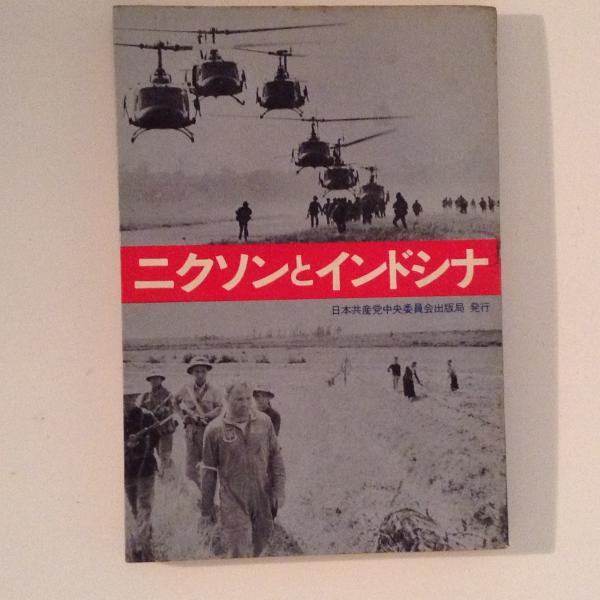 ニクソンとインドシナ
日本共産党中央委員会出版局 発行